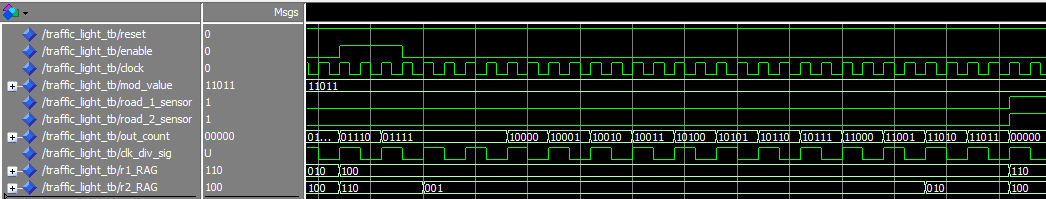 Msgs
/traffic_light_tb/reset 0
/traffic_light_tb/enable 0
/traffic_light_tb/clock 0
/traffic_light_tb/mod_value 11011 11011
/traffic_light_tb/road_1_sensor 1
/traffic_light_tb/road_2_sensor 1
/traffic_light_tb/out_count 00000 01... 01110 01111 10000 10001 10010 10011 10100 10101 10110 10111 11000 11001 11010 11011 00000
/traffic_light_tb/clk_div_sig U
/traffic_light_tb/r1_RAG 110 010 100 110
/traffic_light_tb/r2_RAG 100 100 110 001 010 100